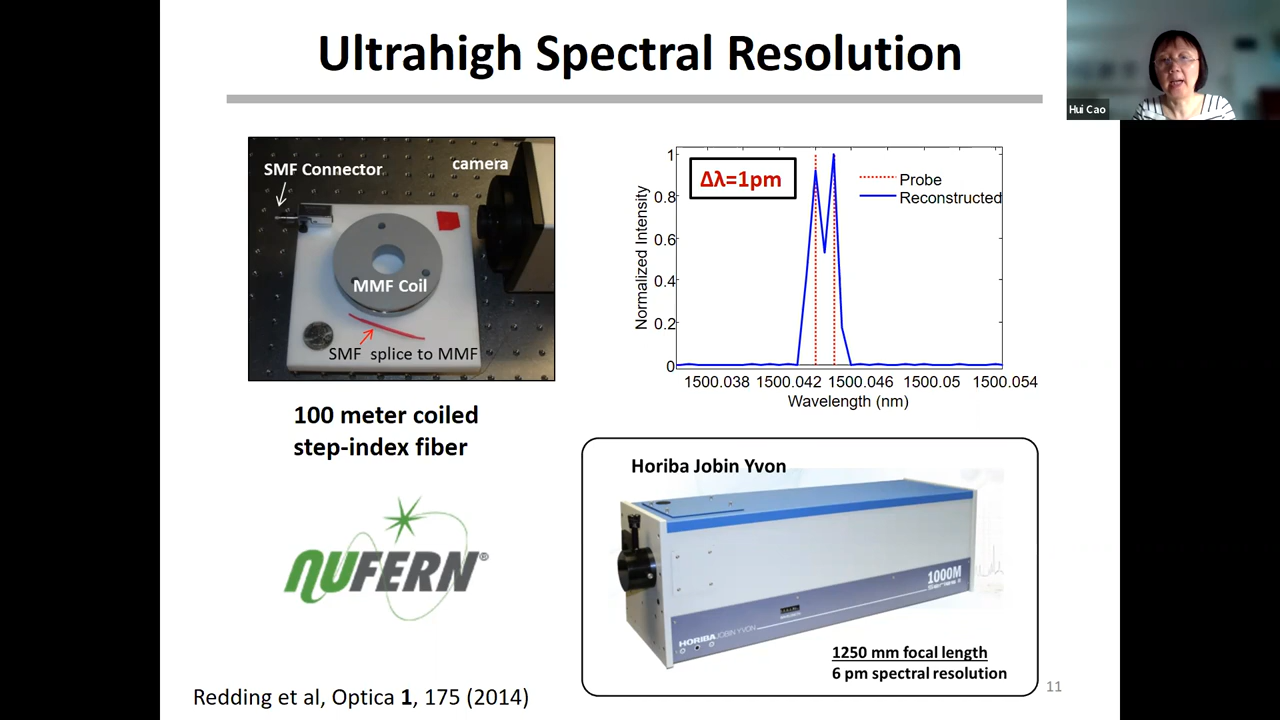 Ultrahigh Spectral Resolution
Hui Cao
SMF Connector
camera
MMF Coil
SMF splice to MMF
100 meter coiled
step-index fiber
NUFERN®
Redding et al, Optica 1, 175 (2014)
Δλ=1pm
Probe
Reconstructed
Normalized Intensity
1
0.8
0.6
0.4
0.2
0
1500.038 1500.042 1500.046 1500.05 1500.054
Wavelength (nm)
Horiba Jobin Yvon
1000M
HORIBA JOBIN YVON
1250 mm focal length
6 pm spectral resolution
11